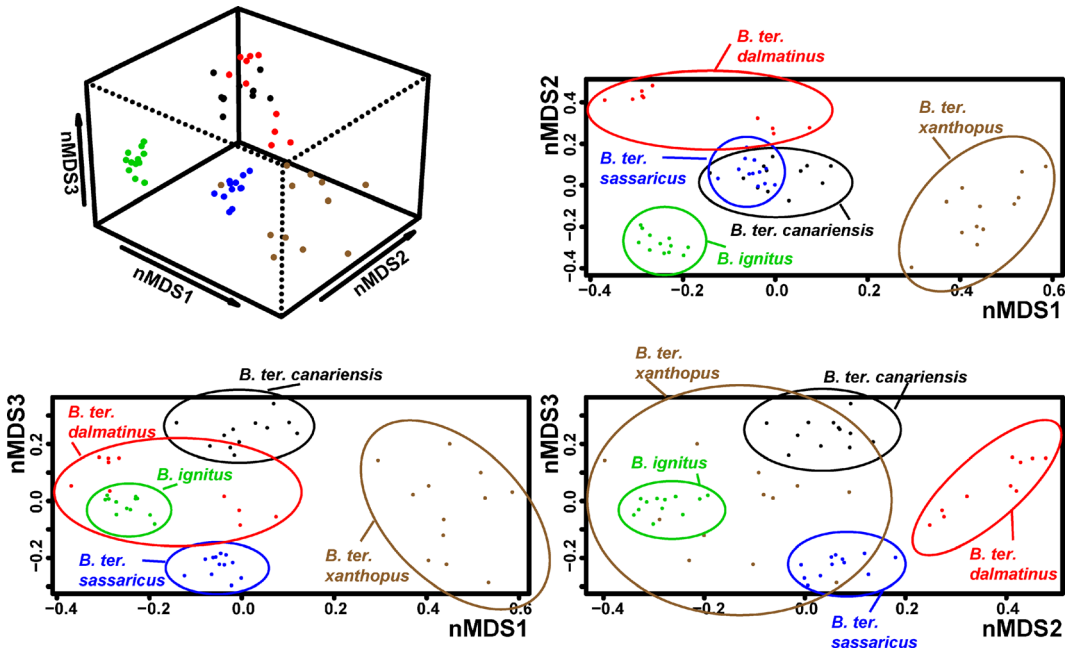 nMDS3
nMDS1
nMDS2
B. ter.
dalmatinus
nMDS2
0.4
0.2
0.0
-0.2
-0.4
B. ter.
xanthopus
B. ter.
sassaricus
B. ter. canariensis
B. ignitus
-0.4
-0.2
0.0
0.2
0.4
0.6
nMDS1
B. ter. canariensis
nMDS3
0.2
0.0
-0.2
B. ter.
dalmatinus
B. ignitus
B. ter.
sassaricus
B. ter.
xanthopus
-0.4
-0.2
0.0
0.2
0.4
0.6
nMDS1
B. ter.
xanthopus
B. ter. canariensis
nMDS3
0.2
0.0
-0.2
B. ignitus
B. ter.
dalmatinus
-0.4
-0.2
0.0
0.2
0.4
B. ter.
sassaricus
nMDS2